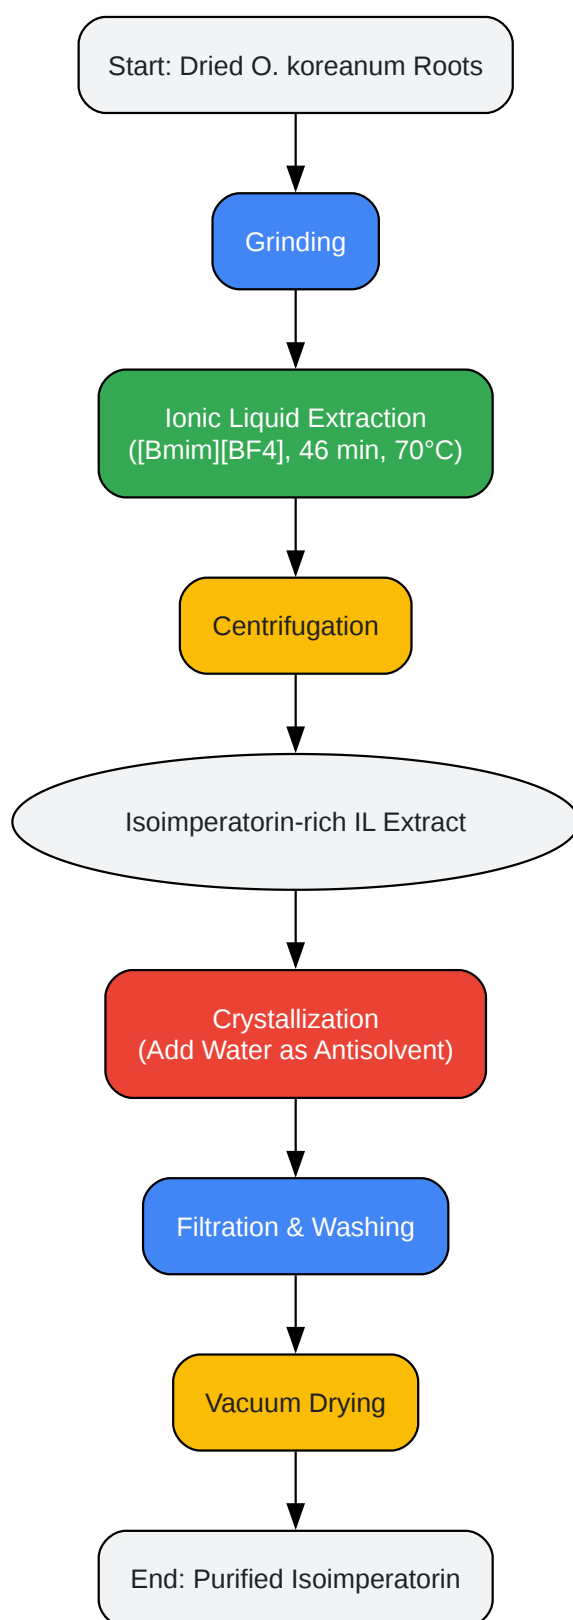 Start: Dried O. koreanum Roots
Grinding
Ionic Liquid Extraction
([Bmim][BF4], 46 min, 70°C)
Centrifugation
Isoimperatorin-rich IL Extract
Crystallization
(Add Water as Antisolvent)
Filtration & Washing
Vacuum Drying
End: Purified Isoimperatorin